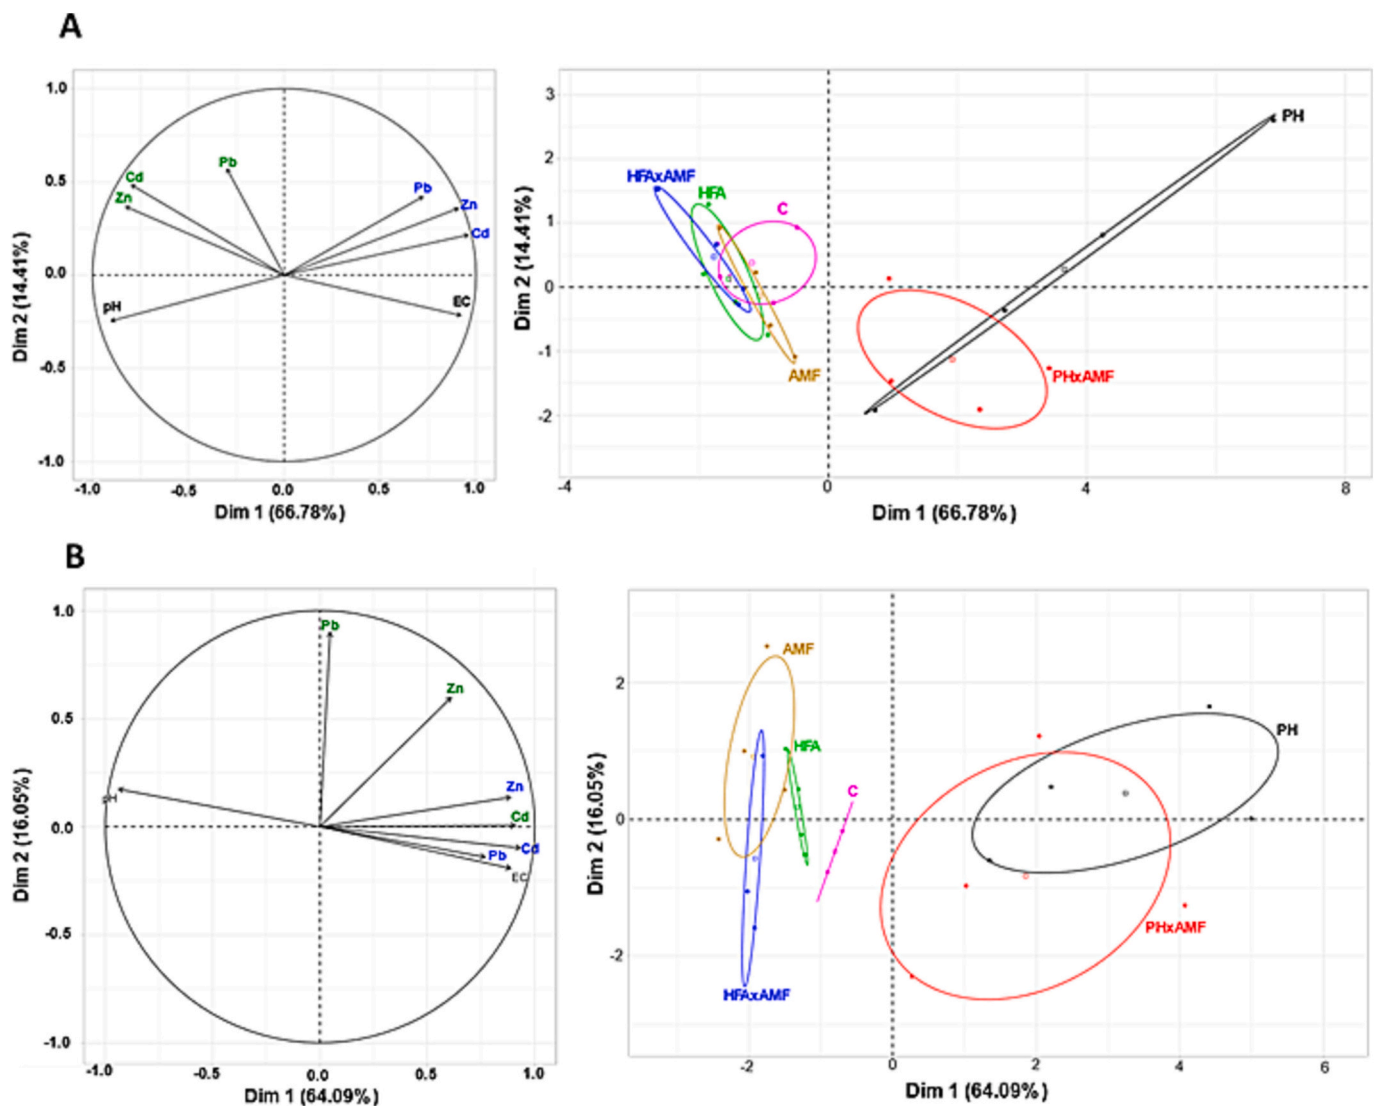 A
1.0
0.5
0.0
-0.5
-1.0
Dim 2 (14.41%)
Pb
Cd
Zn
pH
Pb
Zn
Cd
EC
-1.0 -0.5 0.0 0.5 1.0
Dim 1 (66.78%)
3
2
1
0
-1
-2
Dim 2 (14.41%)
PH
HFAxAMF
HFA
C
AMF
PHxAMF
-4 0 4 8
Dim 1 (66.78%)
B
1.0
0.5
0.0
-0.5
-1.0
Dim 2 (16.05%)
Pb
Zn
Zn
Cd
Cd
Pb
EC
pH
-1.0 -0.5 0.0 0.5 1.0
Dim 1 (64.09%)
2
0
-2
Dim 2 (16.05%)
AMF
HFA
C
PH
PHxAMF
HFAxAMF
-2 0 2 4 6
Dim 1 (64.09%)